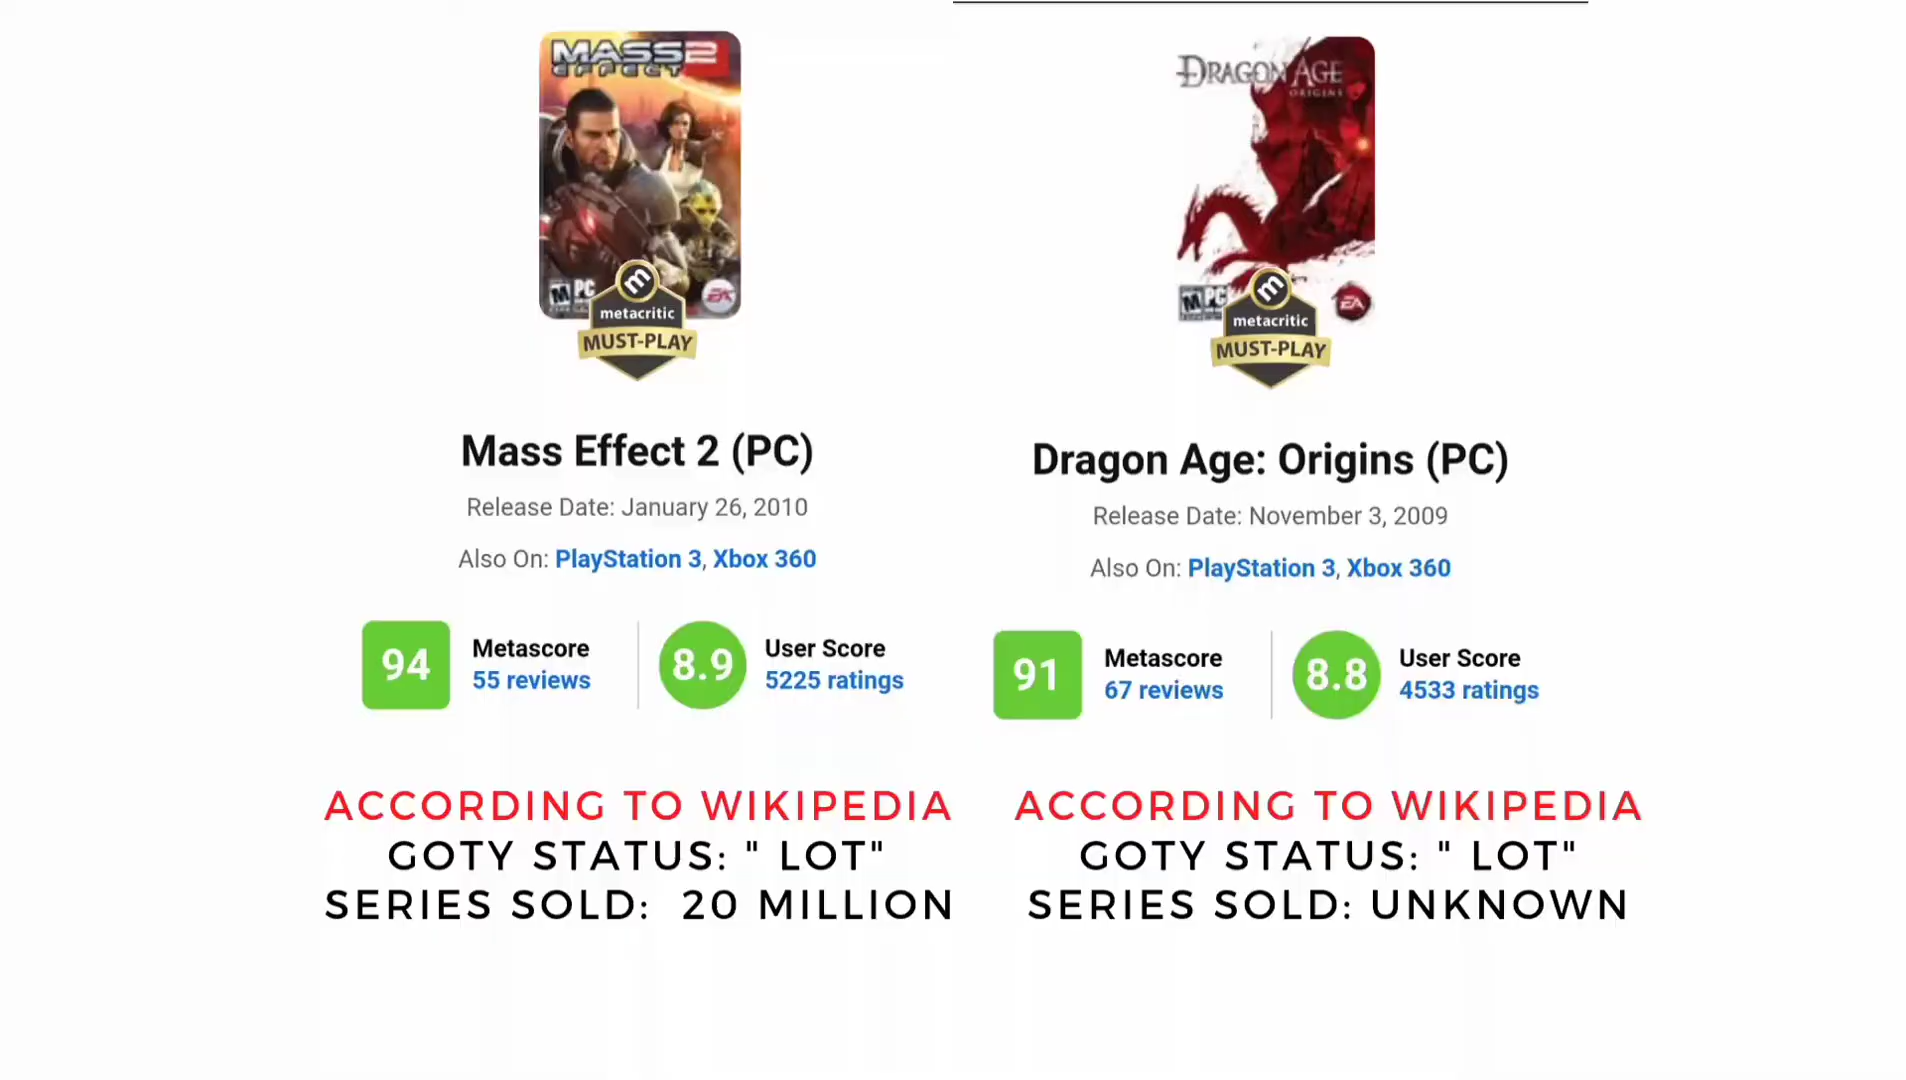 MASS 2
EFFECT
M PC
EA
metacritic
MUST-PLAY
Mass Effect 2 (PC)
Release Date: January 26, 2010
Also On: PlayStation 3, Xbox 360
94
Metascore
55 reviews
8.9
User Score
5225 ratings
ACCORDING TO WIKIPEDIA
GOTY STATUS: " LOT"
SERIES SOLD:  20 MILLION
DRAGON AGE
ORIGINS
M PC
EA
metacritic
MUST-PLAY
Dragon Age: Origins (PC)
Release Date: November 3, 2009
Also On: PlayStation 3, Xbox 360
91
Metascore
67 reviews
8.8
User Score
4533 ratings
ACCORDING TO WIKIPEDIA
GOTY STATUS: " LOT"
SERIES SOLD: UNKNOWN